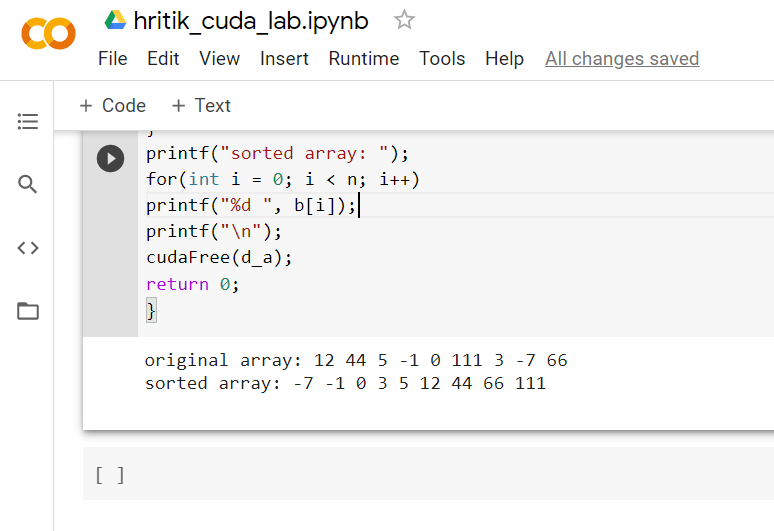 hritik_cuda_lab.ipynb
File Edit View Insert Runtime Tools Help All changes saved
+ Code + Text
}
printf("sorted array: ");
for(int i = 0; i < n; i++)
printf("%d ", b[i]);
printf("\n");
cudaFree(d_a);
return 0;
}
original array: 12 44 5 -1 0 111 3 -7 66
sorted array: -7 -1 0 3 5 12 44 66 111
[ ]